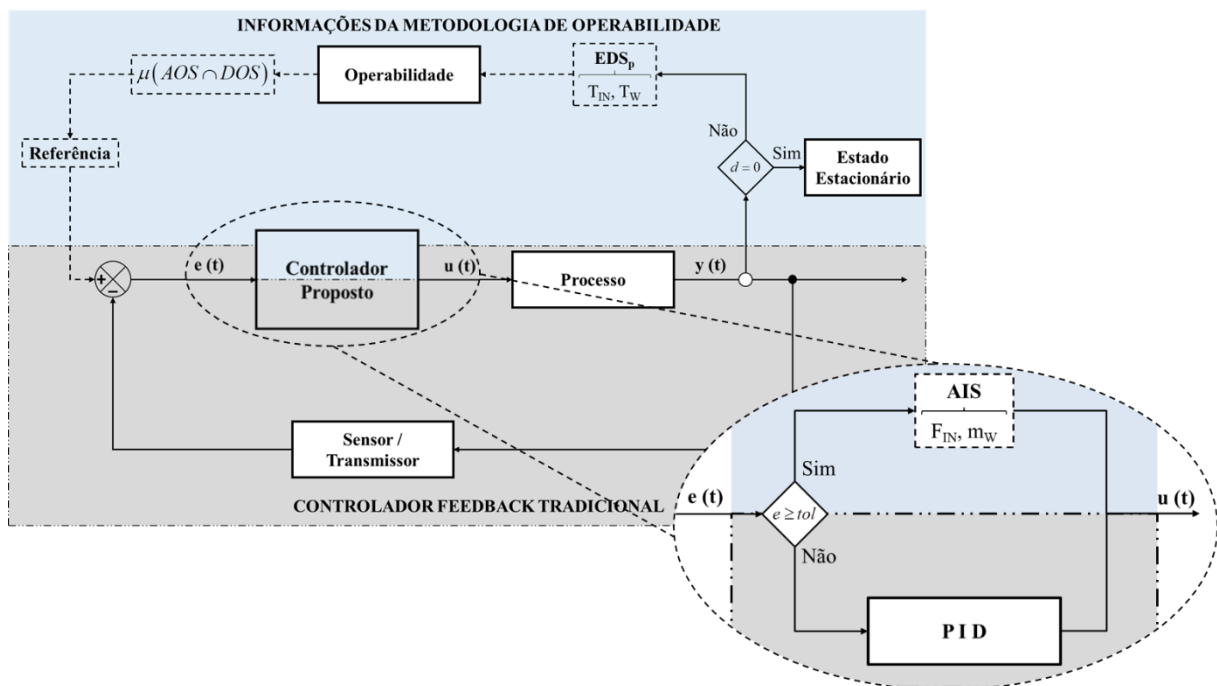 INFORMAÇÕES DA METODOLOGIA DE OPERABILIDADE
μ(AOS∩DOS)
Operabilidade
EDSp
TIN, TW
Não
Sim
d = 0
Estado
Estacionário
Referência
+
−
e (t)
Controlador
Proposto
u (t)
Processo
y (t)
Sensor /
Transmissor
CONTROLADOR FEEDBACK TRADICIONAL
AIS
FIN, mW
Sim
e (t)
e ≥ tol
u (t)
Não
P I D